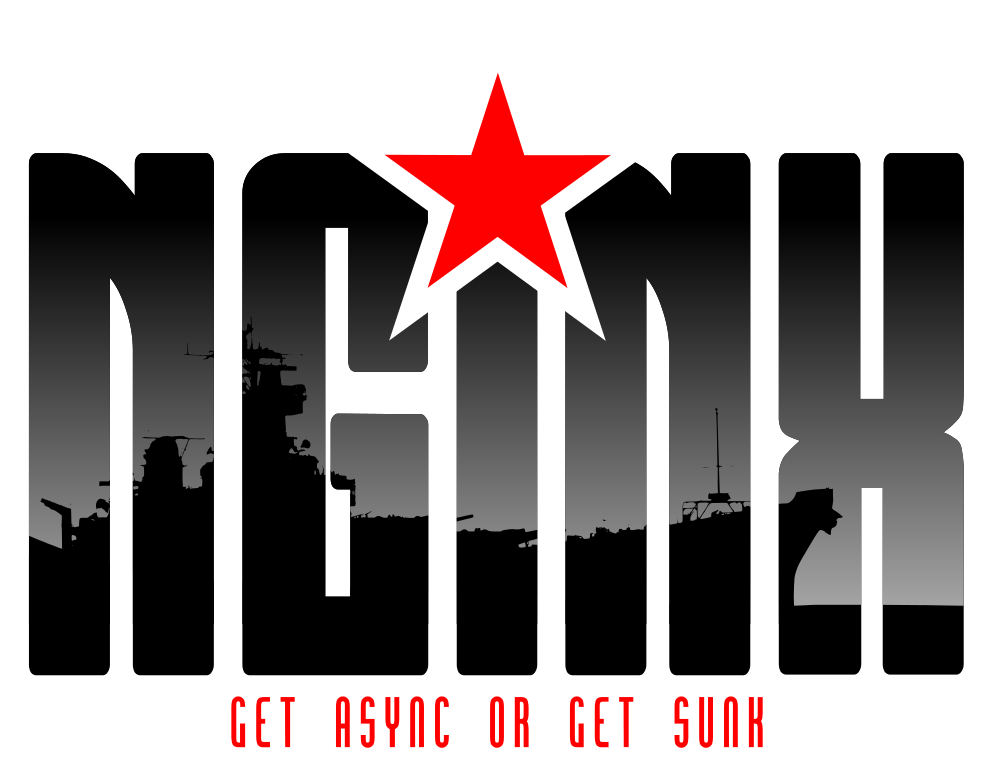 NGINX
GET ASYNC OR GET SUNK